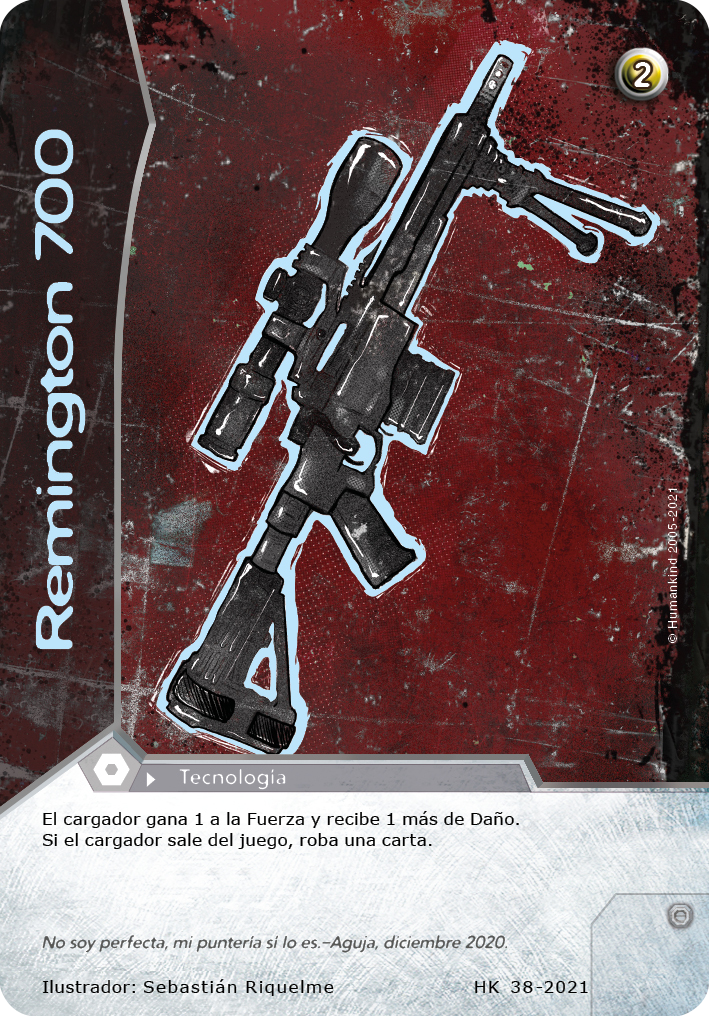 2
Remington 700
© Humankind 2005-2021
Tecnología
El cargador gana 1 a la Fuerza y recibe 1 más de Daño.
Si el cargador sale del juego, roba una carta.
No soy perfecta, mi puntería sí lo es.–Aguja, diciembre 2020.
Ilustrador: Sebastián Riquelme
HK 38-2021